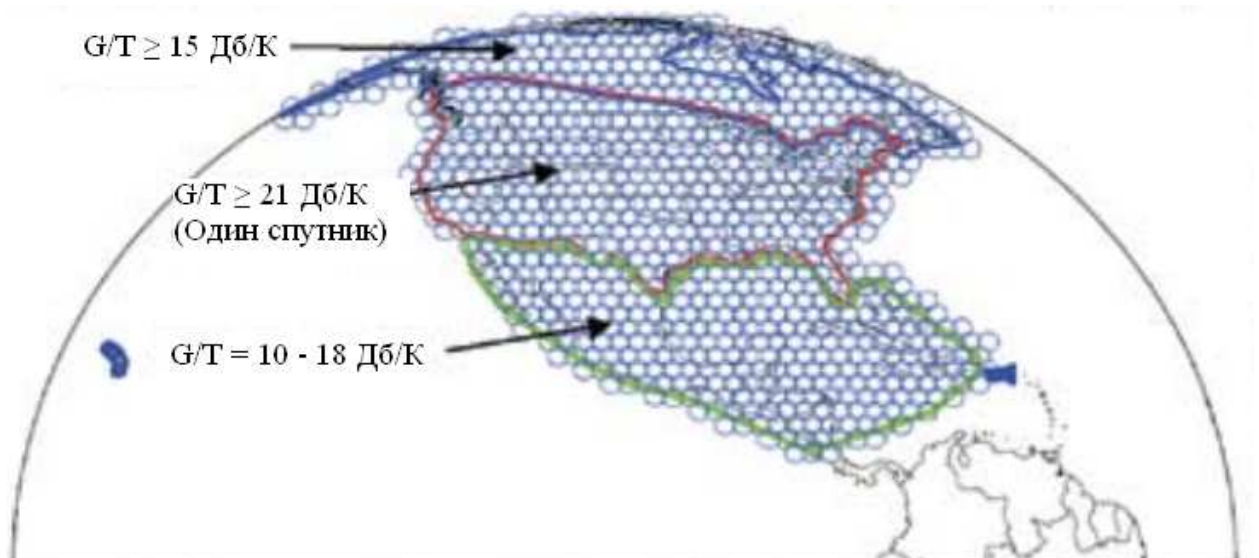 G/T ≥ 15 Дб/К
G/T ≥ 21 Дб/К
(Один спутник)
G/T = 10 - 18 Дб/К